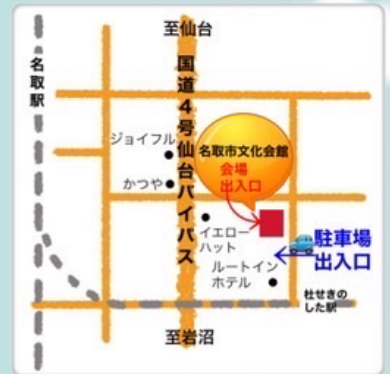 至仙台
名取駅
国道4号仙台バイパス
ジョイフル
かつや
名取市文化会館
会場
出入口
イエロー
ハット
駐車場
出入口
ルートイン
ホテル
杜せきの
した駅
至岩沼